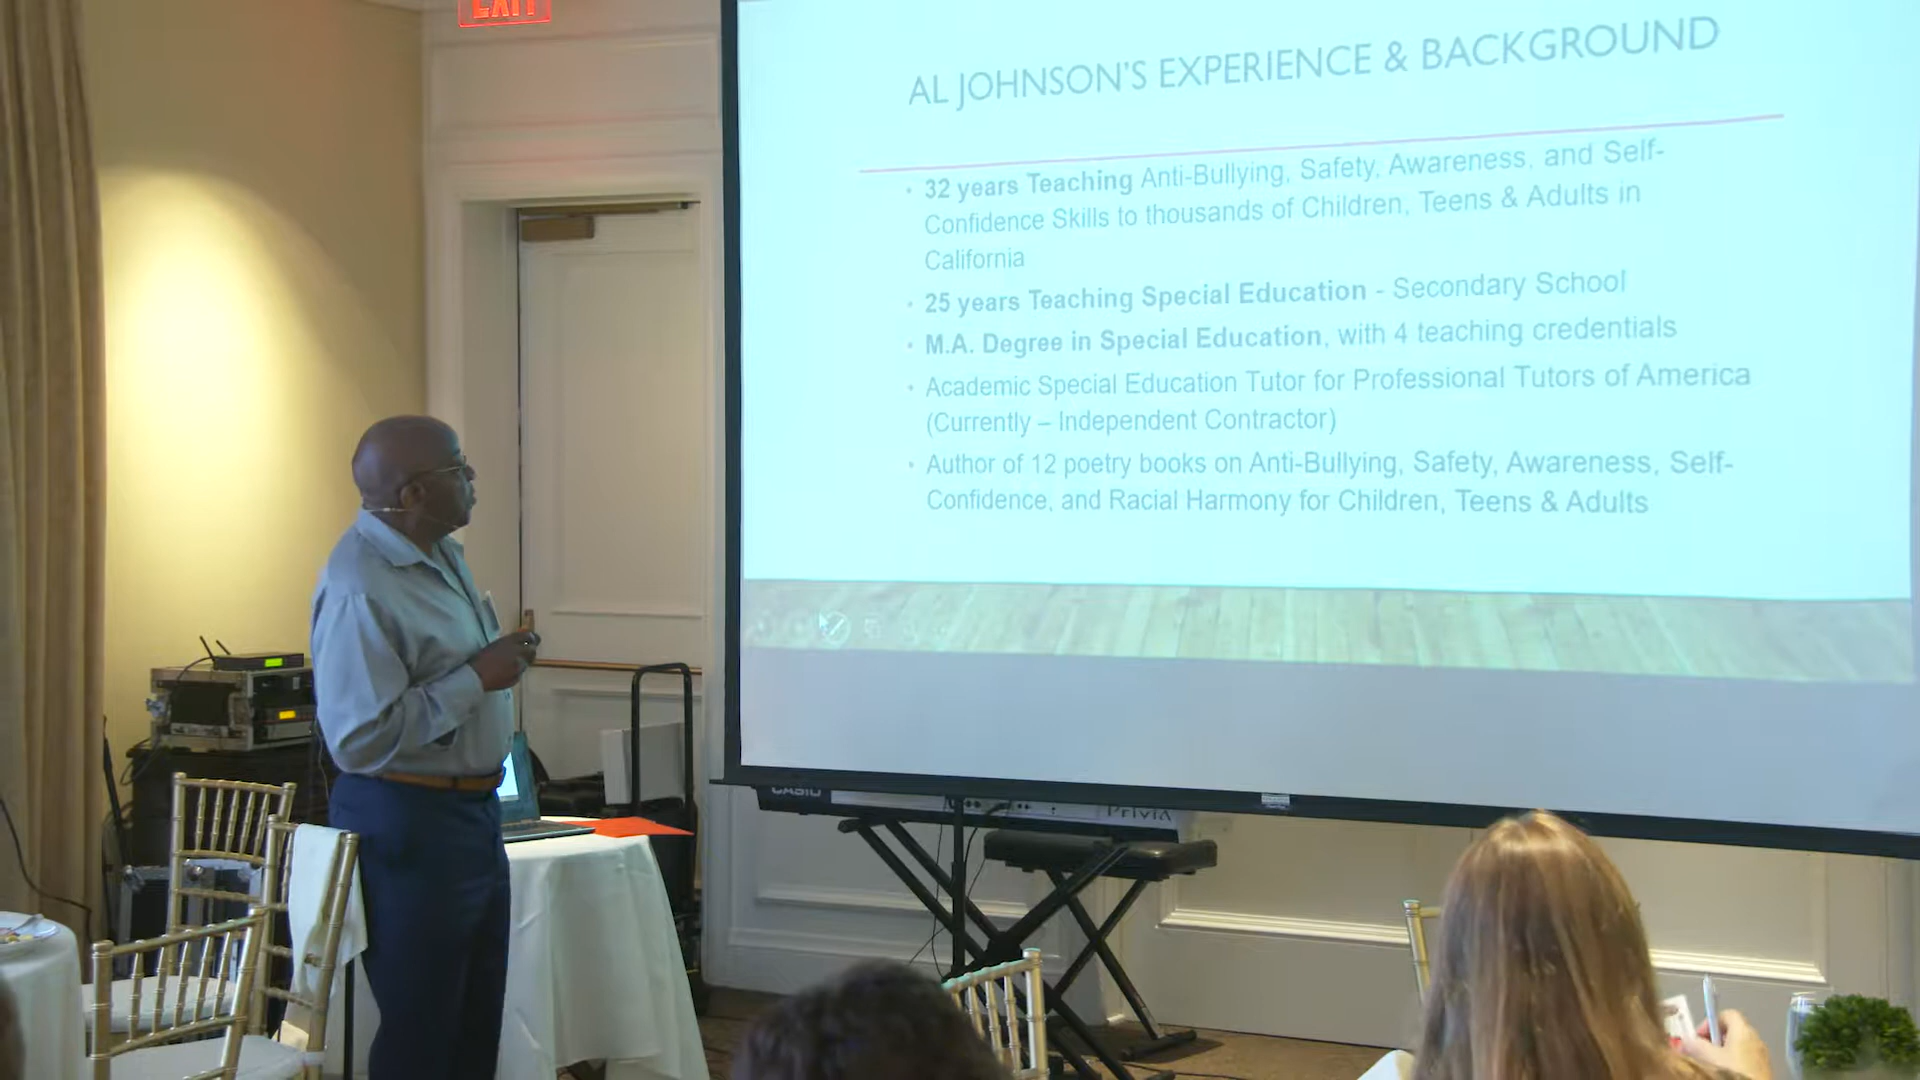 EXIT
AL JOHNSON'S EXPERIENCE & BACKGROUND
• 32 years Teaching Anti-Bullying, Safety, Awareness, and Self-
Confidence Skills to thousands of Children, Teens & Adults in
California
• 25 years Teaching Special Education - Secondary School
• M.A. Degree in Special Education, with 4 teaching credentials
• Academic Special Education Tutor for Professional Tutors of America
(Currently – Independent Contractor)
• Author of 12 poetry books on Anti-Bullying, Safety, Awareness, Self-
Confidence, and Racial Harmony for Children, Teens & Adults
CASIO
Privia